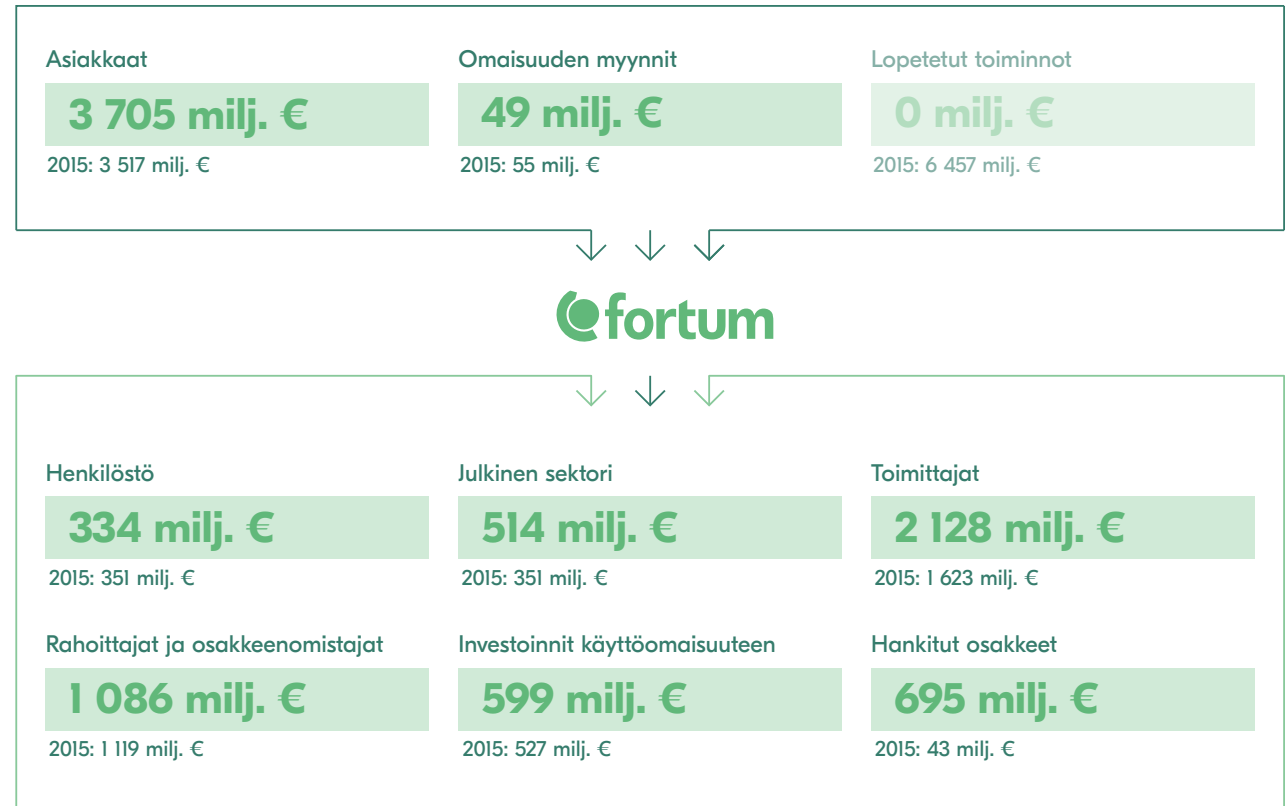 Asiakkaat
3 705 milj. €
2015: 3 517 milj. €
Omaisuuden myynnit
49 milj. €
2015: 55 milj. €
Lopetetut toiminnot
0 milj. €
2015: 6 457 milj. €
fortum
Henkilöstö
334 milj. €
2015: 351 milj. €
Julkinen sektori
514 milj. €
2015: 351 milj. €
Toimittajat
2 128 milj. €
2015: 1 623 milj. €
Rahoittajat ja osakkeenomistajat
1 086 milj. €
2015: 1 119 milj. €
Investoinnit käyttöomaisuuteen
599 milj. €
2015: 527 milj. €
Hankitut osakkeet
695 milj. €
2015: 43 milj. €